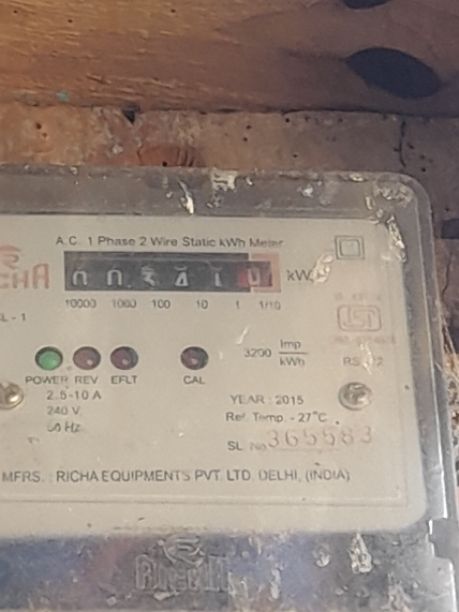 A.C. 1 Phase 2 Wire Static kWh Meter
RICHA
10000 1000 100 10 1 1/10
3200 Imp
kWh
POWER REV EFLT CAL
2.5-10 A
240 V
50 Hz
YEAR : 2015
Ref. Temp. - 27°C
SL No 365583
MFRS. : RICHA EQUIPMENTS PVT. LTD. DELHI, (INDIA)